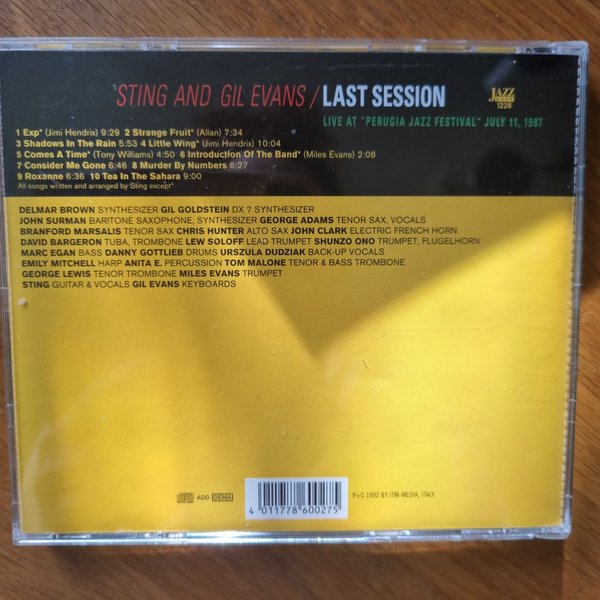 STING AND GIL EVANS / LAST SESSION
JAZZ
1228
LIVE AT "PERUGIA JAZZ FESTIVAL" JULY 11, 1987
1 Exp* (Jimi Hendrix) 9:29 2 Strange Fruit* (Allan) 7:34
3 Shadows In The Rain 5:53 4 Little Wing* (Jimi Hendrix) 10:04
5 Comes A Time* (Tony Williams) 4:50 6 Introduction Of The Band* (Miles Evans) 2:08
7 Consider Me Gone 6:46 8 Murder By Numbers 6:27
9 Roxanne 6:36 10 Tea In The Sahara 9:00
All songs written and arranged by Sting except*
DELMAR BROWN SYNTHESIZER GIL GOLDSTEIN DX 7 SYNTHESIZER
JOHN SURMAN BARITONE SAXOPHONE, SYNTHESIZER GEORGE ADAMS TENOR SAX, VOCALS
BRANFORD MARSALIS TENOR SAX CHRIS HUNTER ALTO SAX JOHN CLARK ELECTRIC FRENCH HORN
DAVID BARGERON TUBA, TROMBONE LEW SOLOFF LEAD TRUMPET SHUNZO ONO TRUMPET, FLUGELHORN
MARC EGAN BASS DANNY GOTTLIEB DRUMS URSZULA DUDZIAK BACK-UP VOCALS
EMILY MITCHELL HARP ANITA E. PERCUSSION TOM MALONE TENOR & BASS TROMBONE
GEORGE LEWIS TENOR TROMBONE MILES EVANS TRUMPET
STING GUITAR & VOCALS GIL EVANS KEYBOARDS
ADD GEMA
4 011778 600275
P+C 1992 BY ITM-MEDIA, ITALY.